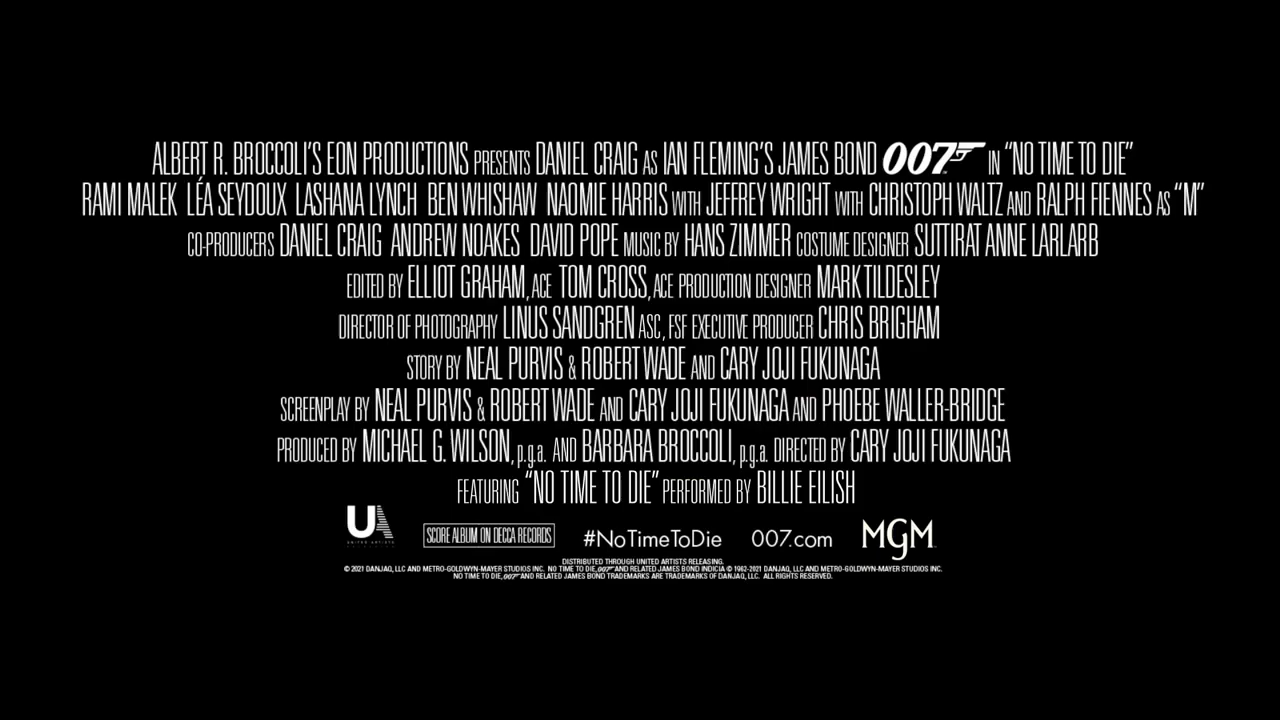 ALBERT R. BROCCOLI'S EON PRODUCTIONS PRESENTS DANIEL CRAIG AS IAN FLEMING'S JAMES BOND 007 IN "NO TIME TO DIE"
RAMI MALEK LÉA SEYDOUX LASHANA LYNCH BEN WHISHAW NAOMIE HARRIS WITH JEFFREY WRIGHT WITH CHRISTOPH WALTZ AND RALPH FIENNES AS "M"
CO-PRODUCERS DANIEL CRAIG ANDREW NOAKES DAVID POPE MUSIC BY HANS ZIMMER COSTUME DESIGNER SUTTIRAT ANNE LARLARB
EDITED BY ELLIOT GRAHAM, ACE TOM CROSS, ACE PRODUCTION DESIGNER MARK TILDESLEY
DIRECTOR OF PHOTOGRAPHY LINUS SANDGREN ASC, FSF EXECUTIVE PRODUCER CHRIS BRIGHAM
STORY BY NEAL PURVIS & ROBERT WADE AND CARY JOJI FUKUNAGA
SCREENPLAY BY NEAL PURVIS & ROBERT WADE AND CARY JOJI FUKUNAGA AND PHOEBE WALLER-BRIDGE
PRODUCED BY MICHAEL G. WILSON, p.g.a. AND BARBARA BROCCOLI, p.g.a. DIRECTED BY CARY JOJI FUKUNAGA
FEATURING "NO TIME TO DIE" PERFORMED BY BILLIE EILISH
UA UNITED ARTISTS SCORE ALBUM ON DECCA RECORDS #NoTimeToDie 007.com MGM
DISTRIBUTED THROUGH UNITED ARTISTS RELEASING.
© 2021 DANJAQ, LLC AND METRO-GOLDWYN-MAYER STUDIOS INC. NO TIME TO DIE, 007 AND RELATED JAMES BOND INDICIA © 1962-2021 DANJAQ, LLC AND METRO-GOLDWYN-MAYER STUDIOS INC.
NO TIME TO DIE, 007 AND RELATED JAMES BOND TRADEMARKS ARE TRADEMARKS OF DANJAQ, LLC. ALL RIGHTS RESERVED.